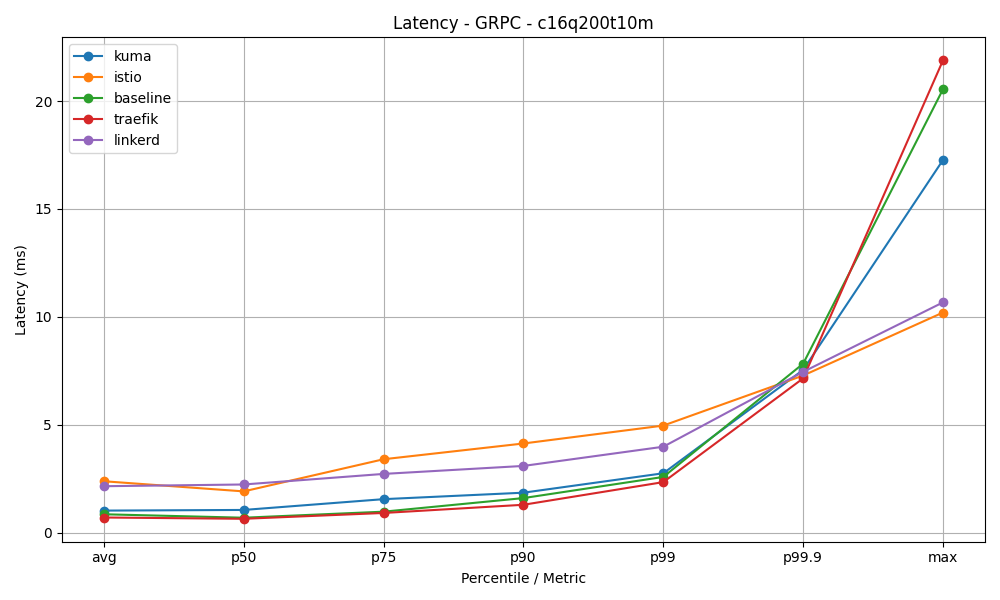 Latency - GRPC - c16q200t10m
kuma
istio
baseline
traefik
linkerd
Latency (ms)
20
15
10
5
0
avg p50 p75 p90 p99 p99.9 max
Percentile / Metric